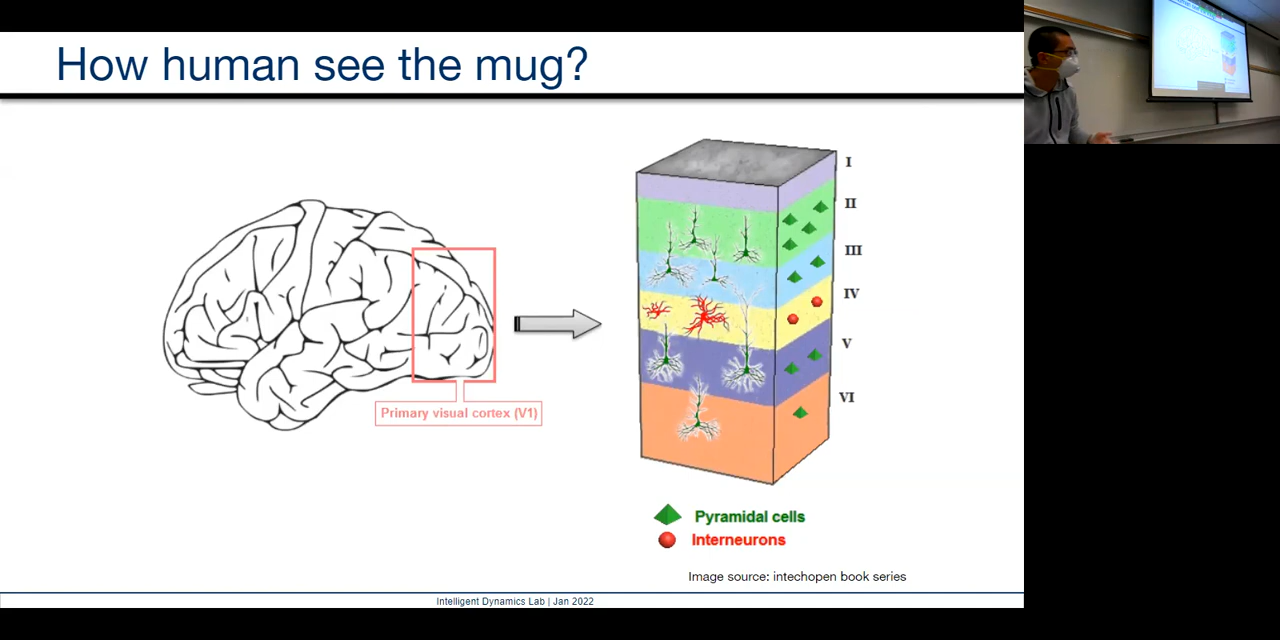 How human see the mug?
Primary visual cortex (V1)
I
II
III
IV
V
VI
Pyramidal cells
Interneurons
Image source: intechopen book series
Intelligent Dynamics Lab | Jan 2022